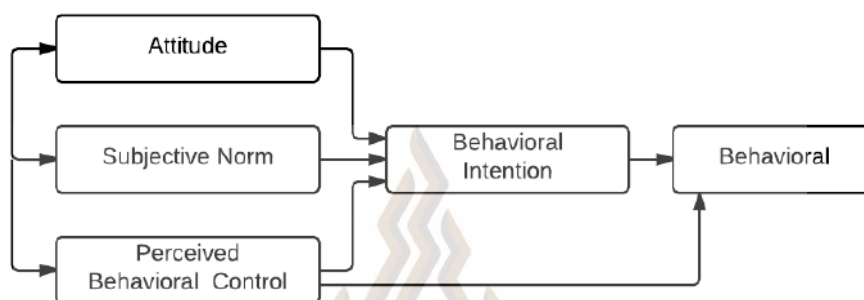 Attitude
Subjective Norm
Perceived
Behavioral Control
Behavioral
Intention
Behavioral